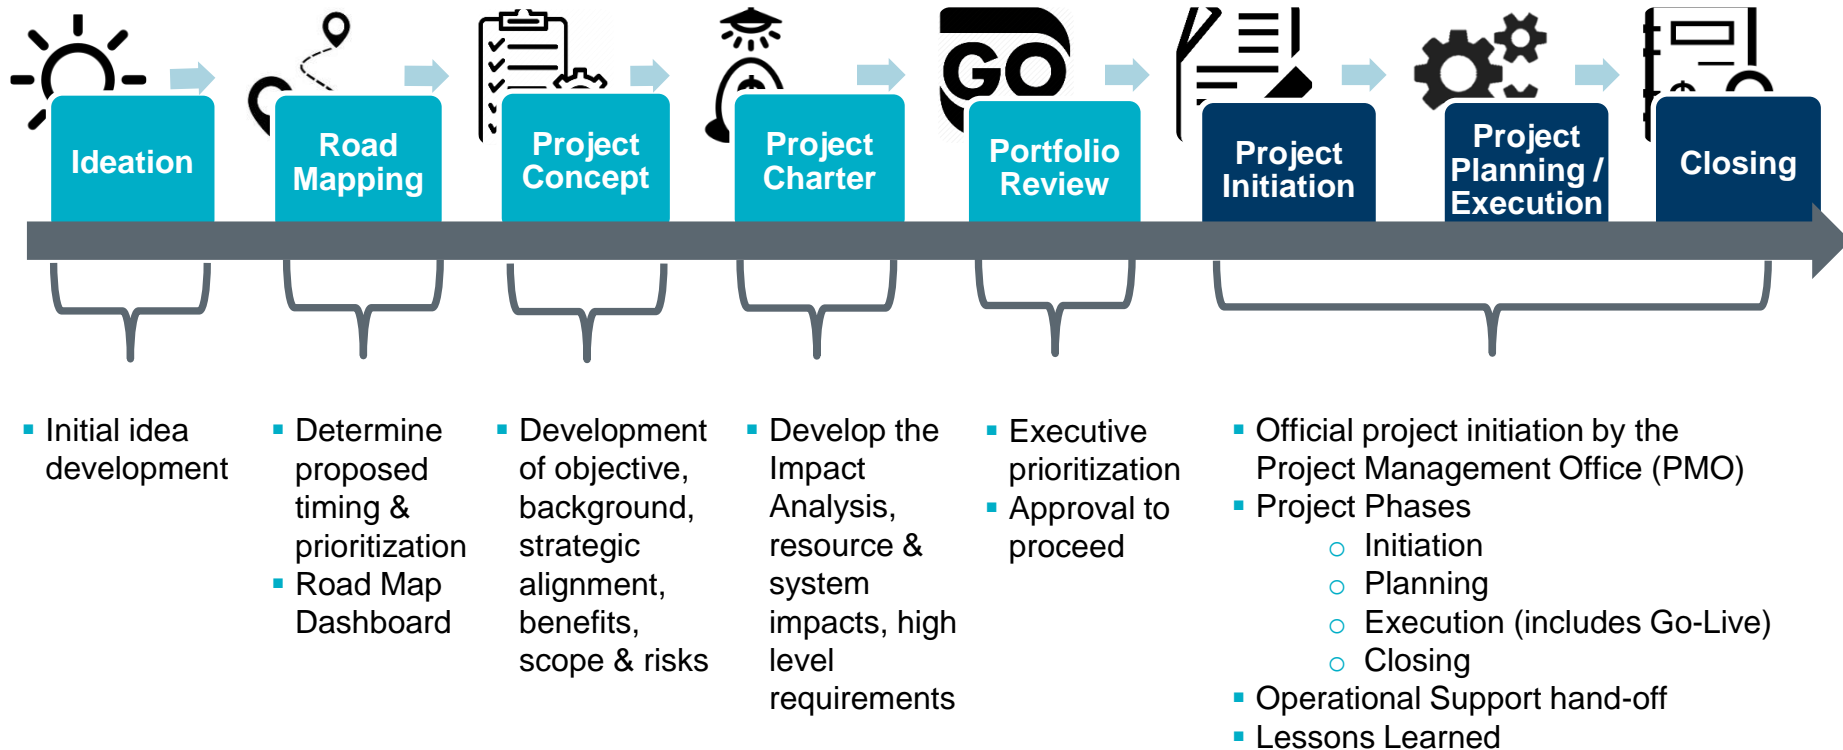 GO
Ideation
Road
Mapping
Project
Concept
Project
Charter
Portfolio
Review
Project
Initiation
Project
Planning /
Execution
Closing
▪ Initial idea
development
▪ Determine
proposed
timing &
prioritization
▪ Road Map
Dashboard
▪ Development
of objective,
background,
strategic
alignment,
benefits,
scope & risks
▪ Develop the
Impact
Analysis,
resource &
system
impacts, high
level
requirements
▪ Executive
prioritization
▪ Approval to
proceed
▪ Official project initiation by the
Project Management Office (PMO)
▪ Project Phases
o Initiation
o Planning
o Execution (includes Go-Live)
o Closing
▪ Operational Support hand-off
▪ Lessons Learned